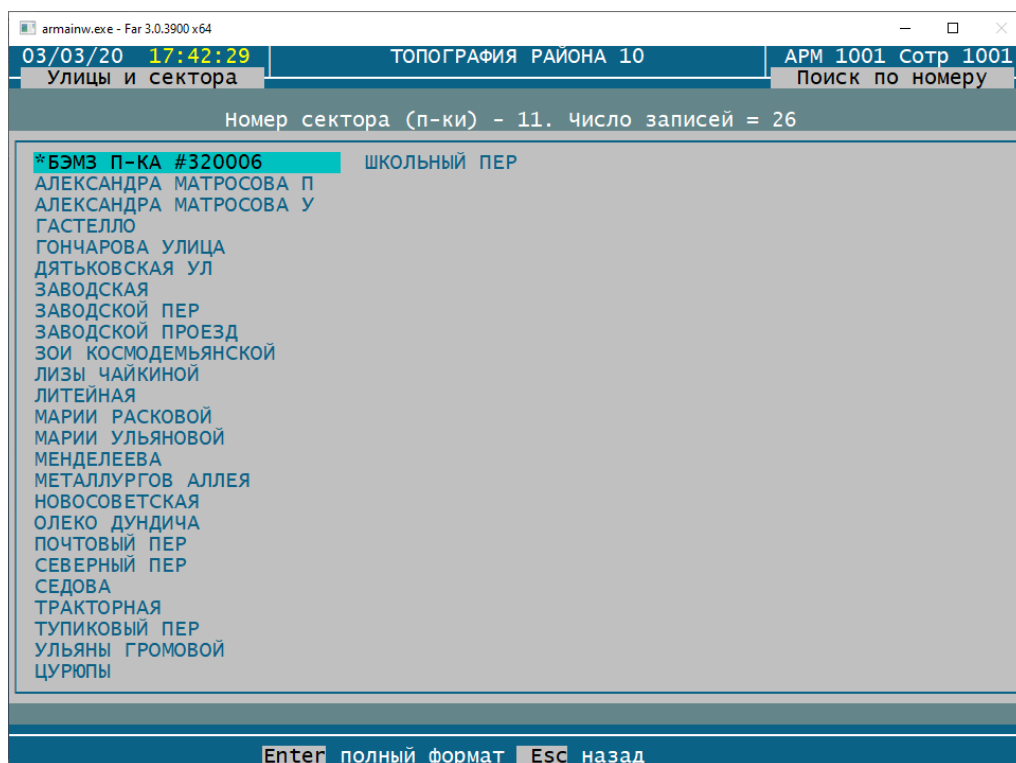 armainw.exe - Far 3.0.3900 x64
03/03/20 17:42:29 ТОПОГРАФИЯ РАЙОНА 10 АРМ 1001 Сотр 1001
Улицы и сектора Поиск по номеру
Номер сектора (п-ки) - 11. Число записей = 26
*БЭМЗ П-КА #320006 ШКОЛЬНЫЙ ПЕР
АЛЕКСАНДРА МАТРОСОВА П
АЛЕКСАНДРА МАТРОСОВА У
ГАСТЕЛЛО
ГОНЧАРОВА УЛИЦА
ДЯТЬКОВСКАЯ УЛ
ЗАВОДСКАЯ
ЗАВОДСКОЙ ПЕР
ЗАВОДСКОЙ ПРОЕЗД
ЗОИ КОСМОДЕМЬЯНСКОЙ
ЛИЗЫ ЧАЙКИНОЙ
ЛИТЕЙНАЯ
МАРИИ РАСКОВОЙ
МАРИИ УЛЬЯНОВОЙ
МЕНДЕЛЕЕВА
МЕТАЛЛУРГОВ АЛЛЕЯ
НОВОСОВЕТСКАЯ
ОЛЕКО ДУНДИЧА
ПОЧТОВЫЙ ПЕР
СЕВЕРНЫЙ ПЕР
СЕДОВА
ТРАКТОРНАЯ
ТУПИКОВЫЙ ПЕР
УЛЬЯНЫ ГРОМОВОЙ
ЦУРЮПЫ
Enter полный формат Esc назад